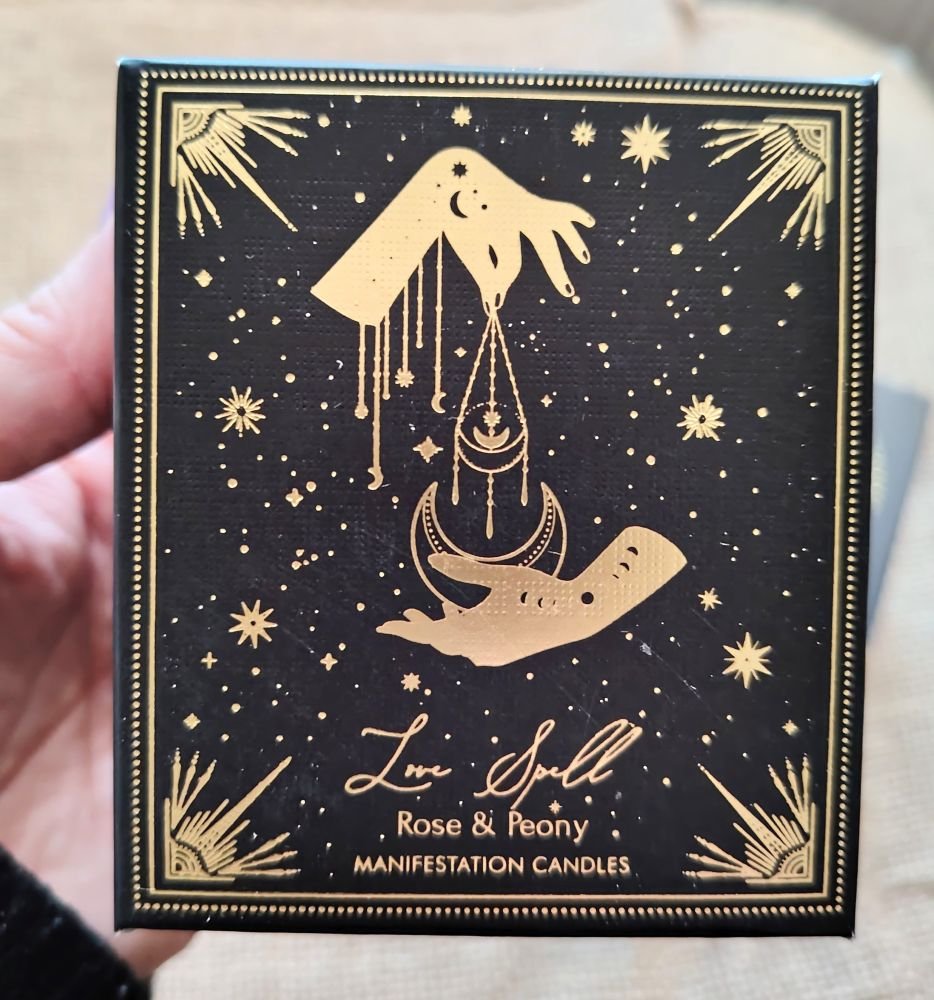 Love Spell
Rose & Peony
MANIFESTATION CANDLES